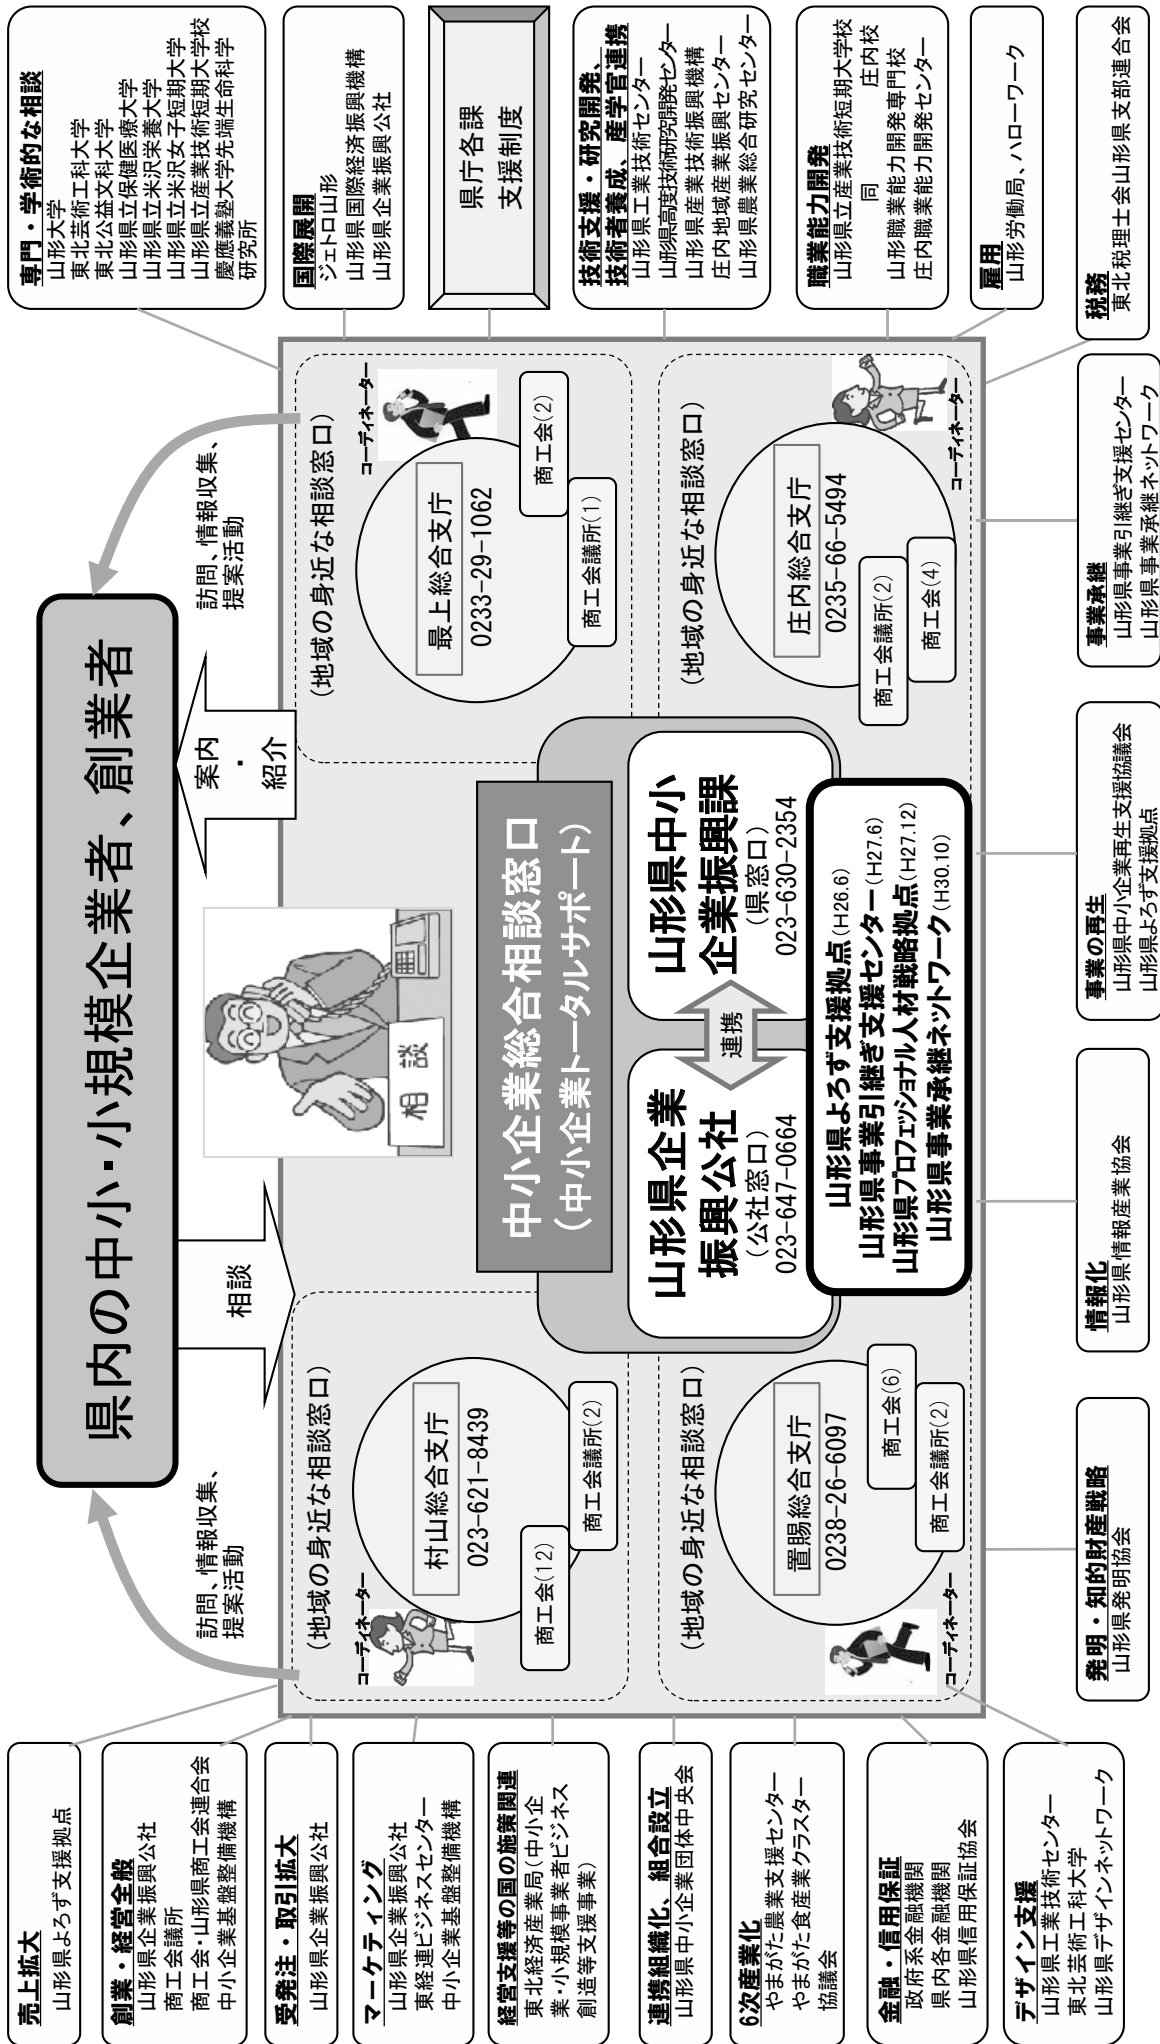 県内の中小・小規模企業者、創業者
訪問、情報収集、
提案活動
相談
相 談
案内
・
紹介
訪問、情報収集、
提案活動
売上拡大
山形県よろず支援拠点
創業・経営全般
山形県企業振興公社
商工会議所
商工会・山形県商工会連合会
中小企業基盤整備機構
受発注・取引拡大
山形県企業振興公社
マーケティング
山形県企業振興公社
東経連ビジネスセンター
中小企業基盤整備機構
経営支援等の国の施策関連
東北経済産業局(中小企
業・小規模事業者ビジネス
創造等支援事業)
連携組織化、組合設立
山形県中小企業団体中央会
6次産業化
やまがた農業支援センター
やまがた食産業クラスター
協議会
金融・信用保証
政府系金融機関
県内各金融機関
山形県信用保証協会
デザイン支援
山形県工業技術センター
東北芸術工科大学
山形県デザインネットワーク
(地域の身近な相談窓口)
コーディネーター
村山総合支庁
023-621-8439
商工会(12)
商工会議所(2)
(地域の身近な相談窓口)
置賜総合支庁
0238-26-6097
商工会(6)
商工会議所(2)
コーディネーター
中小企業総合相談窓口
(中小企業トータルサポート)
山形県企業
振興公社
(公社窓口)
023-647-0664
連携
山形県中小
企業振興課
(県窓口)
023-630-2354
山形県よろず支援拠点(H26.6)
山形県事業引継ぎ支援センター(H27.6)
山形県プロフェッショナル人材戦略拠点(H27.12)
山形県事業承継ネットワーク(H30.10)
(地域の身近な相談窓口)
コーディネーター
最上総合支庁
0233-29-1062
商工会(2)
商工会議所(1)
(地域の身近な相談窓口)
庄内総合支庁
0235-66-5494
商工会議所(2)
商工会(4)
コーディネーター
専門・学術的な相談
山形大学
東北芸術工科大学
東北公益文科大学
山形県立保健医療大学
山形県立米沢栄養大学
山形県立米沢女子短期大学
山形県立産業技術短期大学校
慶應義塾大学先端生命科学
研究所
国際展開
ジェトロ山形
山形県国際経済振興機構
山形県企業振興公社
県庁各課
支援制度
技術支援・研究開発、
技術者養成、産学官連携
山形県工業技術センター
山形県高度技術研究開発センター
山形県産業技術振興機構
庄内地域産業振興センター
山形県農業総合研究センター
職業能力開発
山形県立産業技術短期大学校
同　　　庄内校
山形職業能力開発専門校
庄内職業能力開発センター
雇用
山形労働局、ハローワーク
税務
東北税理士会山形県支部連合会
発明・知的財産戦略
山形県発明協会
情報化
山形県情報産業協会
事業の再生
山形県中小企業再生支援協議会
山形県よろず支援拠点
事業承継
山形県事業引継ぎ支援センター
山形県事業承継ネットワーク